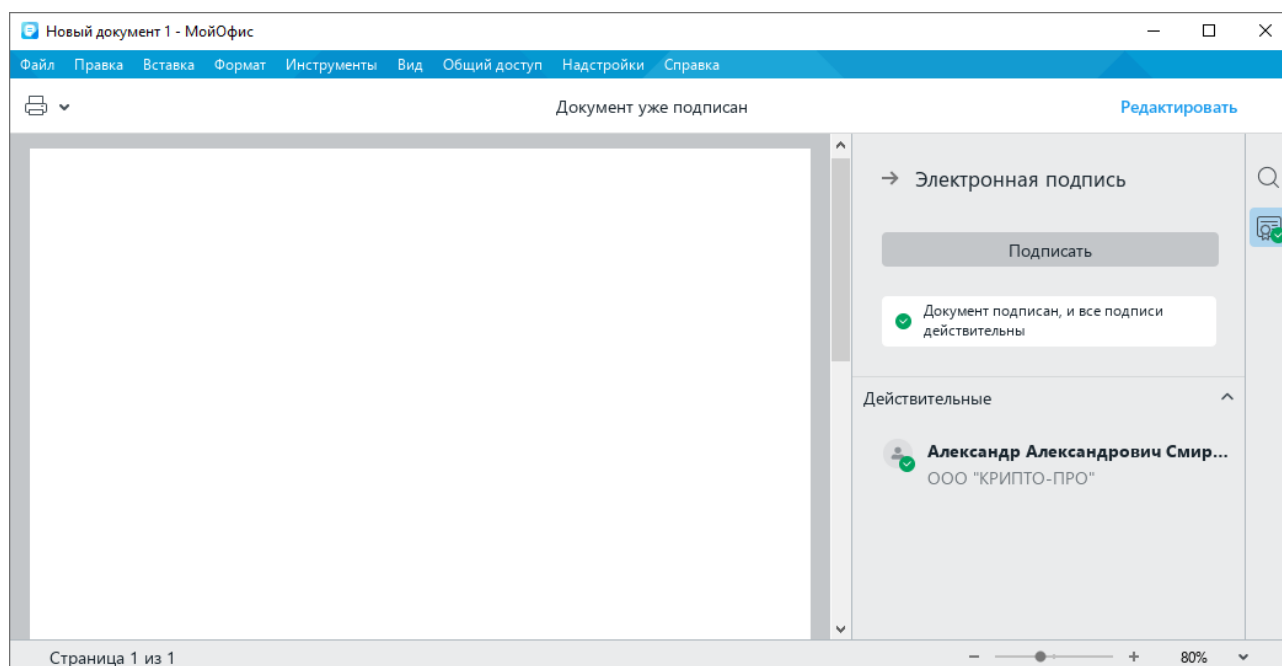 Новый документ 1 - МойОфис
Файл Правка Вставка Формат Инструменты Вид Общий доступ Надстройки Справка
Документ уже подписан
Редактировать
Электронная подпись
Подписать
Документ подписан, и все подписи
действительны
Действительные
Александр Александрович Смир...
ООО "КРИПТО-ПРО"
Страница 1 из 1
80%